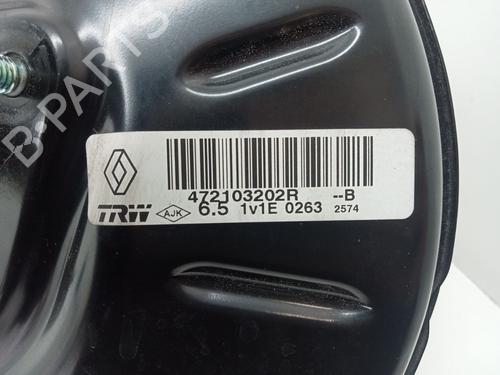 B-PARTS
472103202R --B
TRW AJK 6.5 1v1E 0263 2574